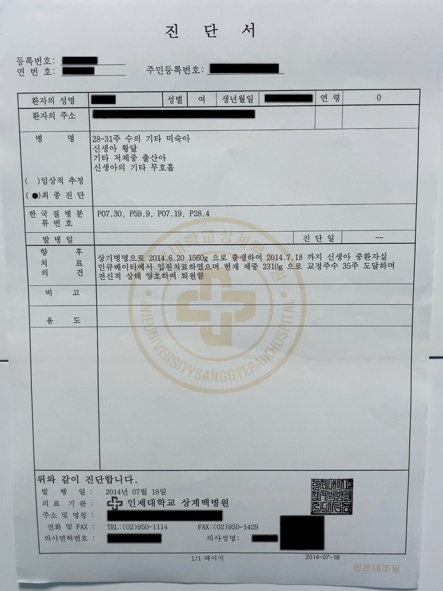 진 단 서
등록번호:
연 번 호:
주민등록번호:
환자의 성명 성별 여 생년월일 연 령 0
환자의 주소
병 명
28-31주 수의 기타 미숙아
신생아 황달
기타 저체중 출산아
신생아의 기타 무호흡
( )임상적 추정
(●)최 종 진 단
한 국 질 병 분
류 번 호
P07.30, P59.9, P07.19, P28.4
발 병 일 진 단 일 --
향 후
치 료
의 견
상기병명으로 2014.6.20 1560g 으로 출생하여 2014.7.18 까지 신생아 중환자실
인큐베이터에서 입원치료하였으며 현재 체중 2310g 으로 교정주수 35주 도달하며
전신적 상태 양호하여 퇴원함
비 고
용 도
INJE UNIVERSITY SANGGYE PAIK HOSPITAL
위와 같이 진단합니다.
발 행 일 : 2014년 07월 18일
의 료 기 관 : 인제대학교 상계백병원
주소 및 명칭 :
전화 및 FAX : TEL:(02)950-1114 FAX:(02)950-1429
의사면허번호 : 의사성명:
1/1 페이지
2014-07-18
원본대조필